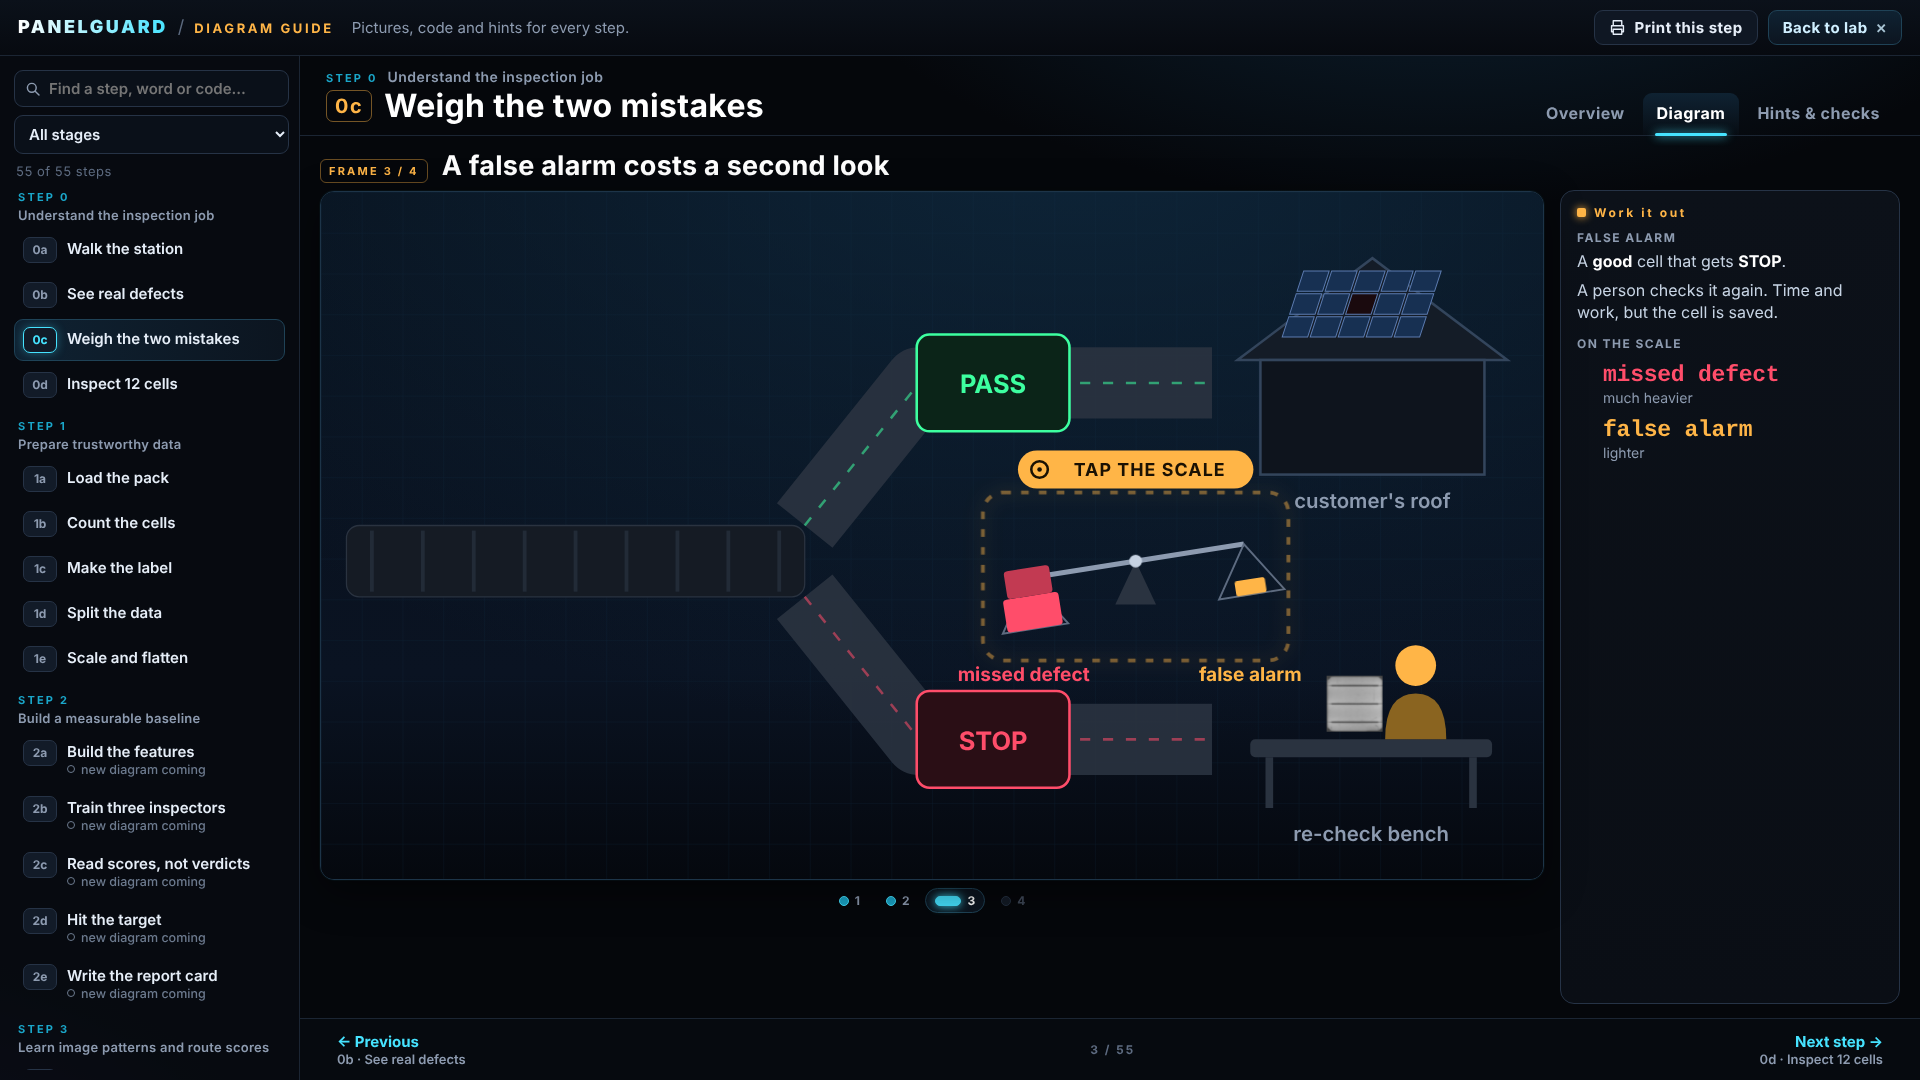 PANELGUARD / DIAGRAM GUIDE Pictures, code and hints for every step.
Print this step
Back to lab ×
Find a step, word or code...
All stages
55 of 55 steps
STEP 0
Understand the inspection job
0a Walk the station
0b See real defects
0c Weigh the two mistakes
0d Inspect 12 cells
STEP 1
Prepare trustworthy data
1a Load the pack
1b Count the cells
1c Make the label
1d Split the data
1e Scale and flatten
STEP 2
Build a measurable baseline
2a Build the features
new diagram coming
2b Train three inspectors
new diagram coming
2c Read scores, not verdicts
new diagram coming
2d Hit the target
new diagram coming
2e Write the report card
new diagram coming
STEP 3
Learn image patterns and route scores
STEP 0 Understand the inspection job
0c Weigh the two mistakes
Overview
Diagram
Hints & checks
FRAME 3 / 4 A false alarm costs a second look
PASS
TAP THE SCALE
customer's roof
missed defect
false alarm
STOP
re-check bench
1 2 3 4
Work it out
FALSE ALARM
A good cell that gets STOP.
A person checks it again. Time and
work, but the cell is saved.
ON THE SCALE
missed defect
much heavier
false alarm
lighter
← Previous
0b · See real defects
3 / 55
Next step →
0d · Inspect 12 cells